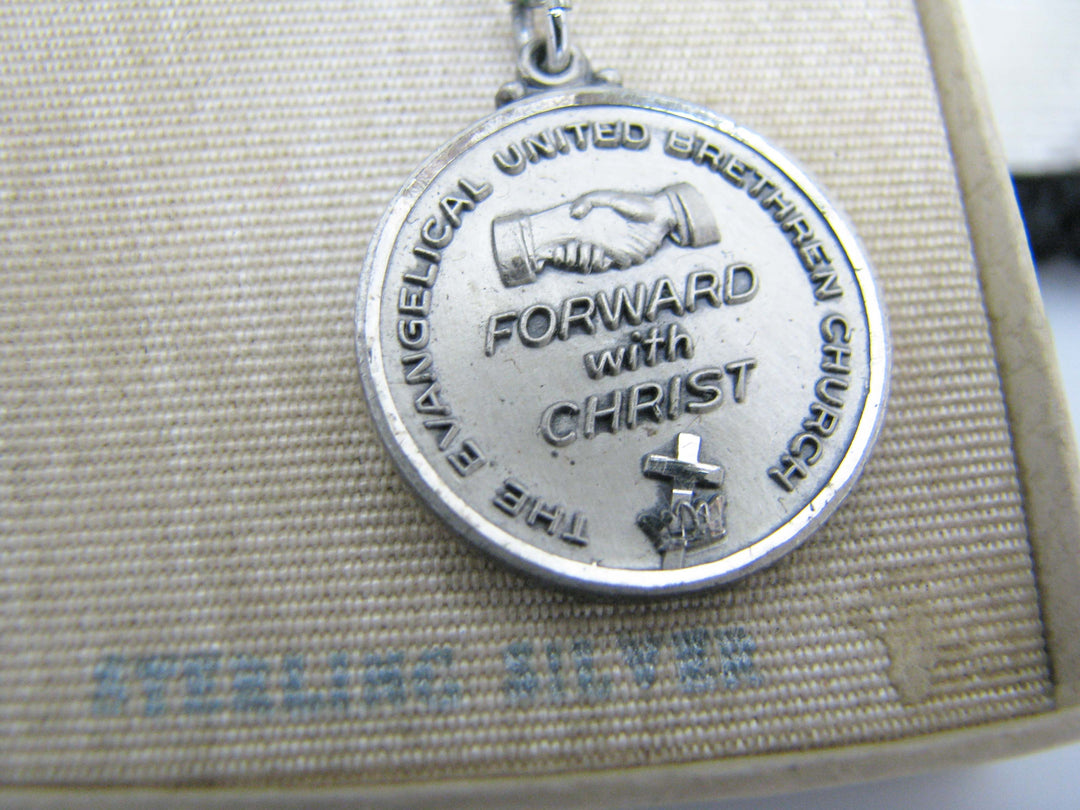 THE EVANGELICAL UNITED BRETHREN CHURCH
FORWARD
with
CHRIST
STERLING SILVER